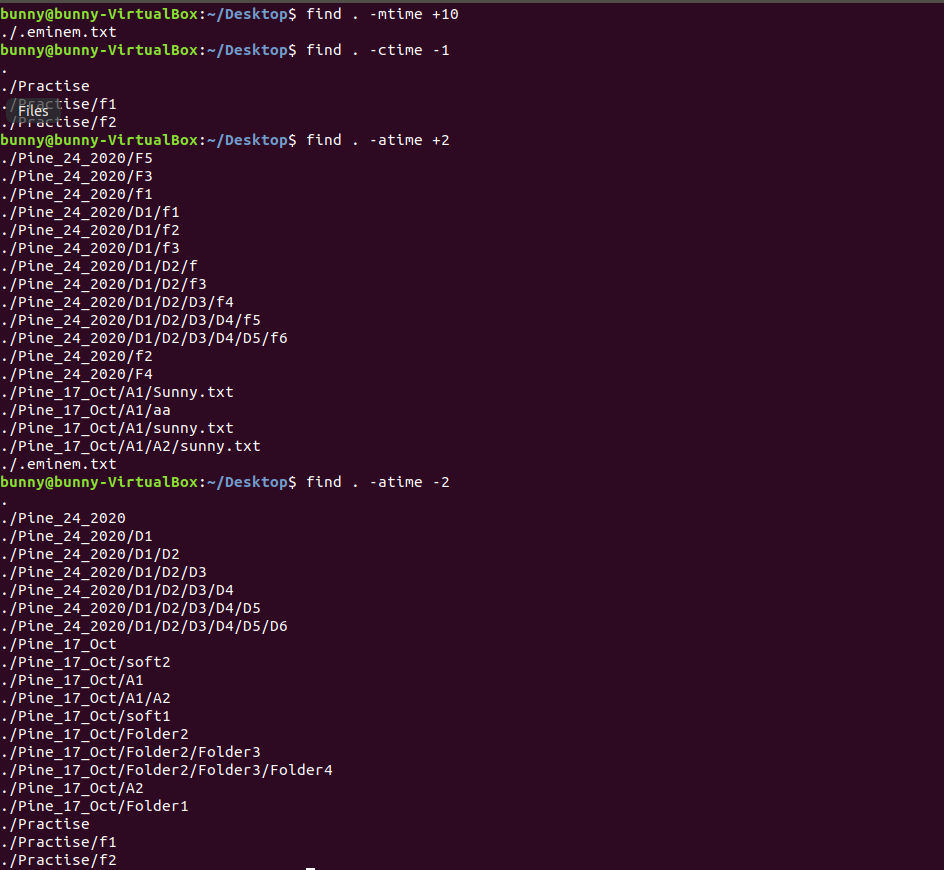 bunny@bunny-VirtualBox:~/Desktop$ find . -mtime +10
./.eminem.txt
bunny@bunny-VirtualBox:~/Desktop$ find . -ctime -1
.
./Practise
./Practise/f1
Files
./Practise/f2
bunny@bunny-VirtualBox:~/Desktop$ find . -atime +2
./Pine_24_2020/F5
./Pine_24_2020/F3
./Pine_24_2020/f1
./Pine_24_2020/D1/f1
./Pine_24_2020/D1/f2
./Pine_24_2020/D1/f3
./Pine_24_2020/D1/D2/f
./Pine_24_2020/D1/D2/f3
./Pine_24_2020/D1/D2/D3/f4
./Pine_24_2020/D1/D2/D3/D4/f5
./Pine_24_2020/D1/D2/D3/D4/D5/f6
./Pine_24_2020/f2
./Pine_24_2020/F4
./Pine_17_Oct/A1/Sunny.txt
./Pine_17_Oct/A1/aa
./Pine_17_Oct/A1/sunny.txt
./Pine_17_Oct/A1/A2/sunny.txt
./.eminem.txt
bunny@bunny-VirtualBox:~/Desktop$ find . -atime -2
.
./Pine_24_2020
./Pine_24_2020/D1
./Pine_24_2020/D1/D2
./Pine_24_2020/D1/D2/D3
./Pine_24_2020/D1/D2/D3/D4
./Pine_24_2020/D1/D2/D3/D4/D5
./Pine_24_2020/D1/D2/D3/D4/D5/D6
./Pine_17_Oct
./Pine_17_Oct/soft2
./Pine_17_Oct/A1
./Pine_17_Oct/A1/A2
./Pine_17_Oct/soft1
./Pine_17_Oct/Folder2
./Pine_17_Oct/Folder2/Folder3
./Pine_17_Oct/Folder2/Folder3/Folder4
./Pine_17_Oct/A2
./Pine_17_Oct/Folder1
./Practise
./Practise/f1
./Practise/f2